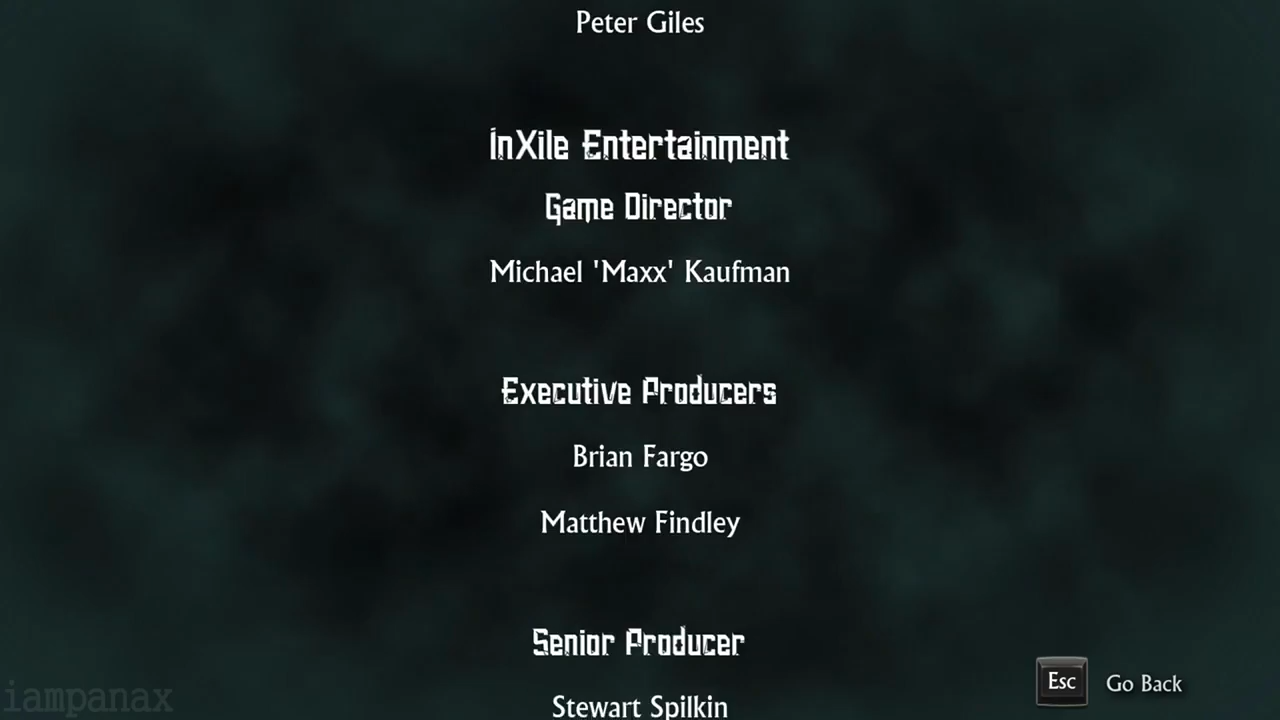 Peter Giles
InXile Entertainment
Game Director
Michael 'Maxx' Kaufman
Executive Producers
Brian Fargo
Matthew Findley
Senior Producer
Stewart Spilkin
Esc Go Back
iampanax